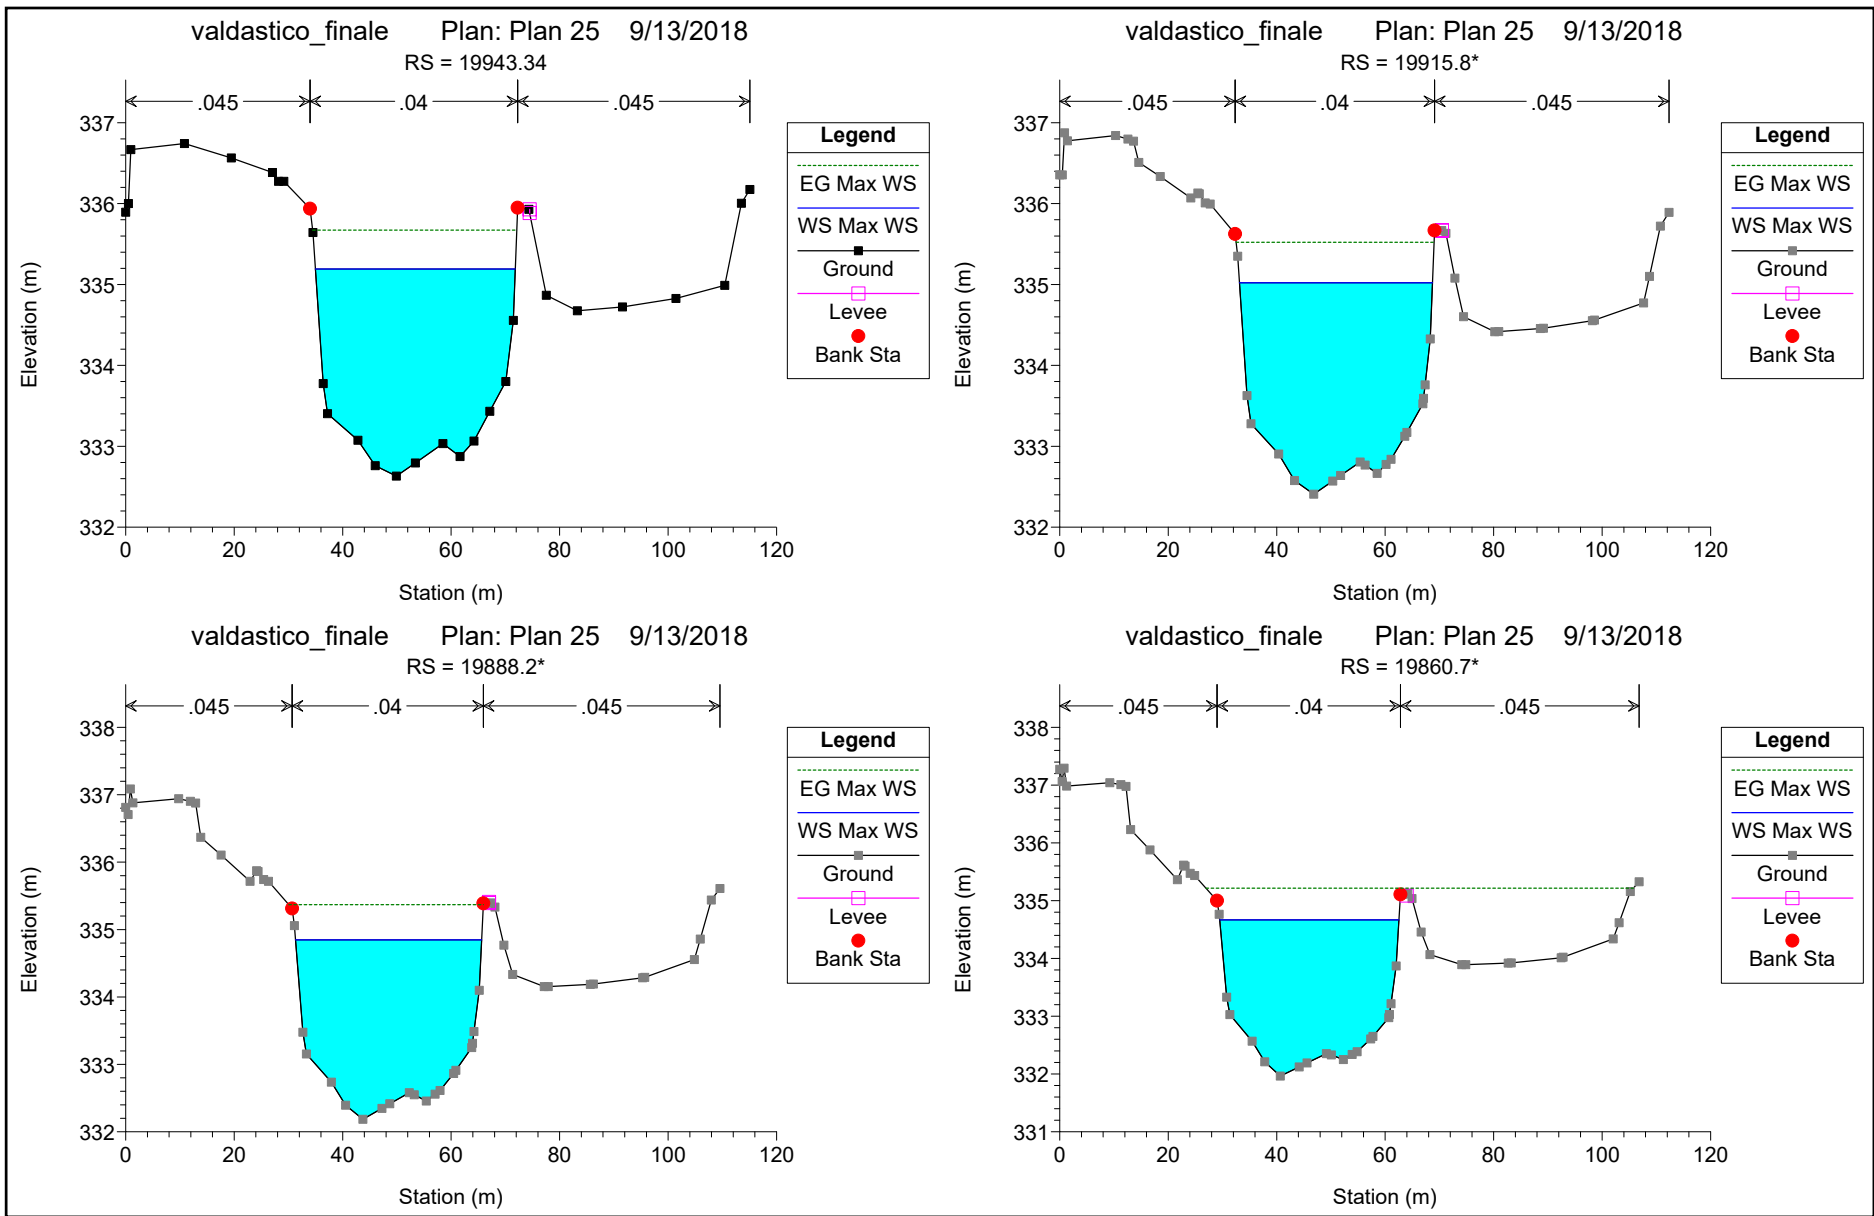 valdastico_finale Plan: Plan 25 9/13/2018
RS = 19943.34
.045 .04 .045
337
336
335
334
333
332
0 20 40 60 80 100 120
Station (m)
Elevation (m)
Legend
EG Max WS
WS Max WS
Ground
Levee
Bank Sta
valdastico_finale Plan: Plan 25 9/13/2018
RS = 19915.8*
.045 .04 .045
337
336
335
334
333
332
0 20 40 60 80 100 120
Station (m)
Elevation (m)
Legend
EG Max WS
WS Max WS
Ground
Levee
Bank Sta
valdastico_finale Plan: Plan 25 9/13/2018
RS = 19888.2*
.045 .04 .045
338
337
336
335
334
333
332
0 20 40 60 80 100 120
Station (m)
Elevation (m)
Legend
EG Max WS
WS Max WS
Ground
Levee
Bank Sta
valdastico_finale Plan: Plan 25 9/13/2018
RS = 19860.7*
.045 .04 .045
338
337
336
335
334
333
332
331
0 20 40 60 80 100 120
Station (m)
Elevation (m)
Legend
EG Max WS
WS Max WS
Ground
Levee
Bank Sta